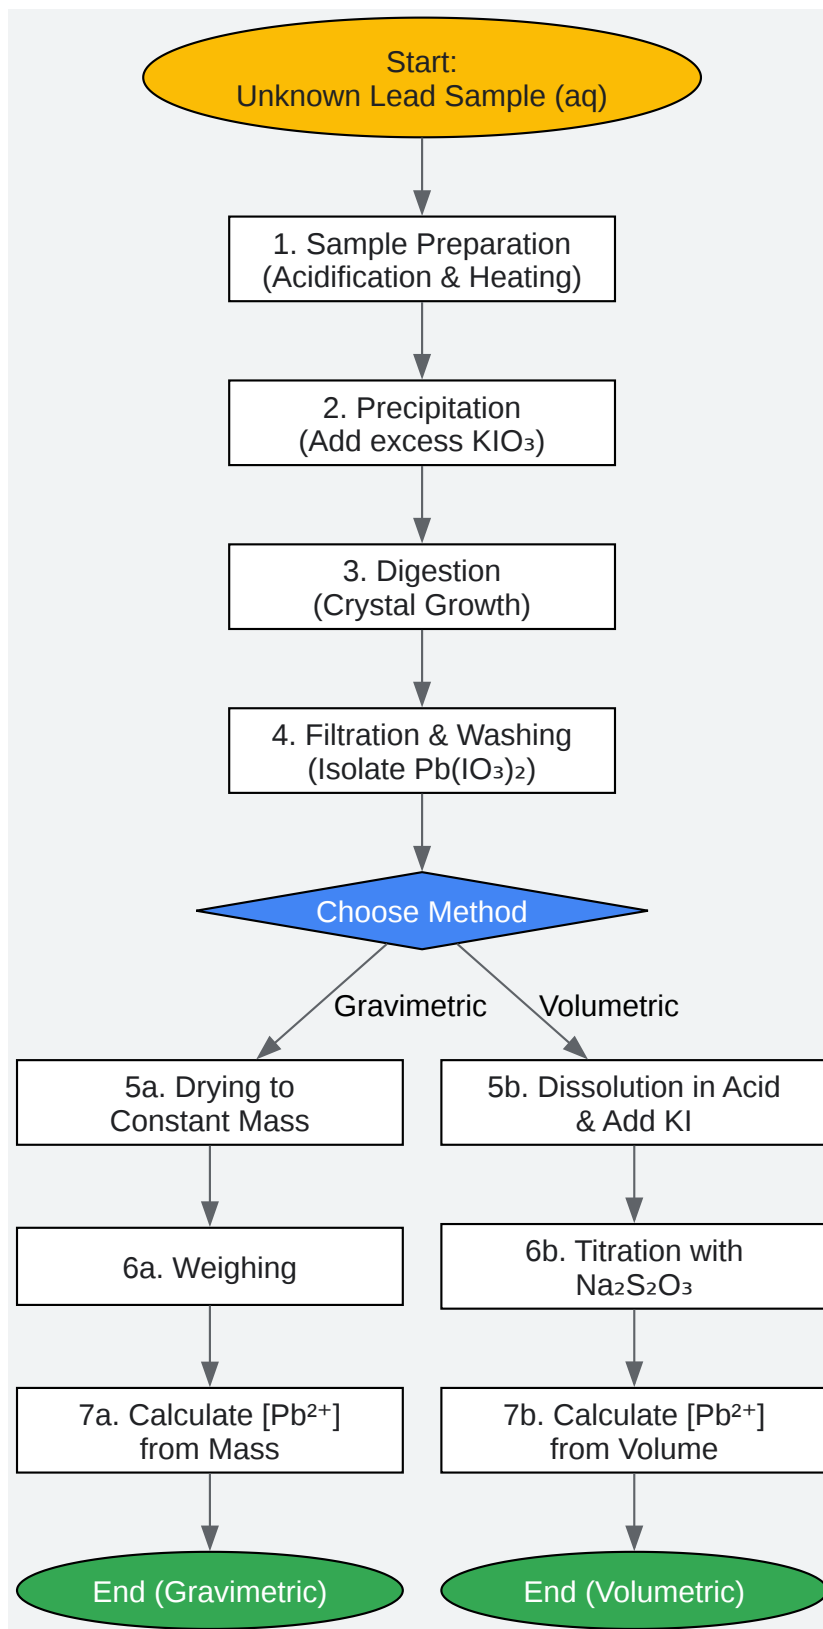 Start:
Unknown Lead Sample (aq)
1. Sample Preparation
(Acidification & Heating)
2. Precipitation
(Add excess KIO₃)
3. Digestion
(Crystal Growth)
4. Filtration & Washing
(Isolate Pb(IO₃)₂)
Choose Method
Gravimetric
Volumetric
5a. Drying to
Constant Mass
5b. Dissolution in Acid
& Add KI
6a. Weighing
6b. Titration with
Na₂S₂O₃
7a. Calculate [Pb²⁺]
from Mass
7b. Calculate [Pb²⁺]
from Volume
End (Gravimetric)
End (Volumetric)